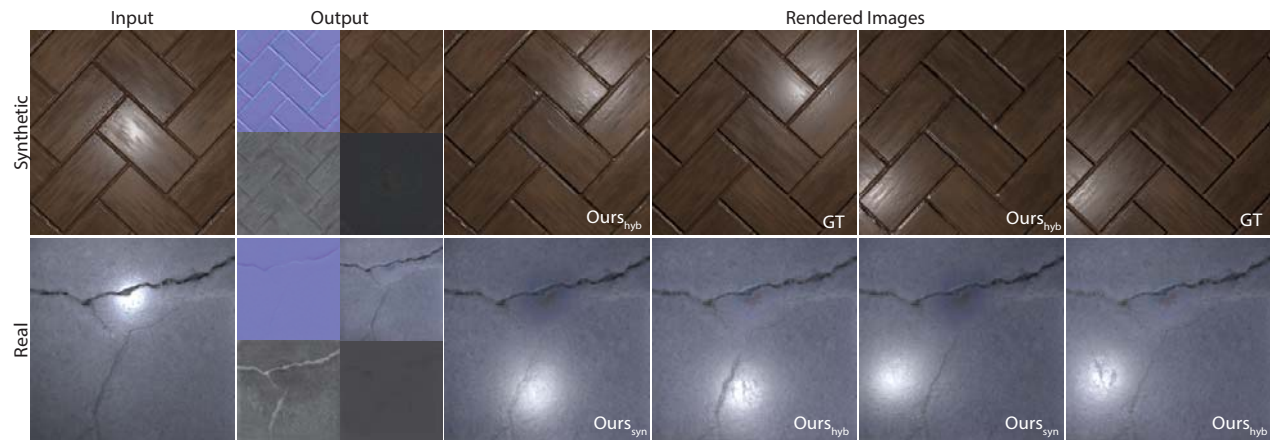 Input Output Rendered Images
Synthetic
Ours_hyb GT Ours_hyb GT
Real
Ours_syn Ours_hyb Ours_syn Ours_hyb